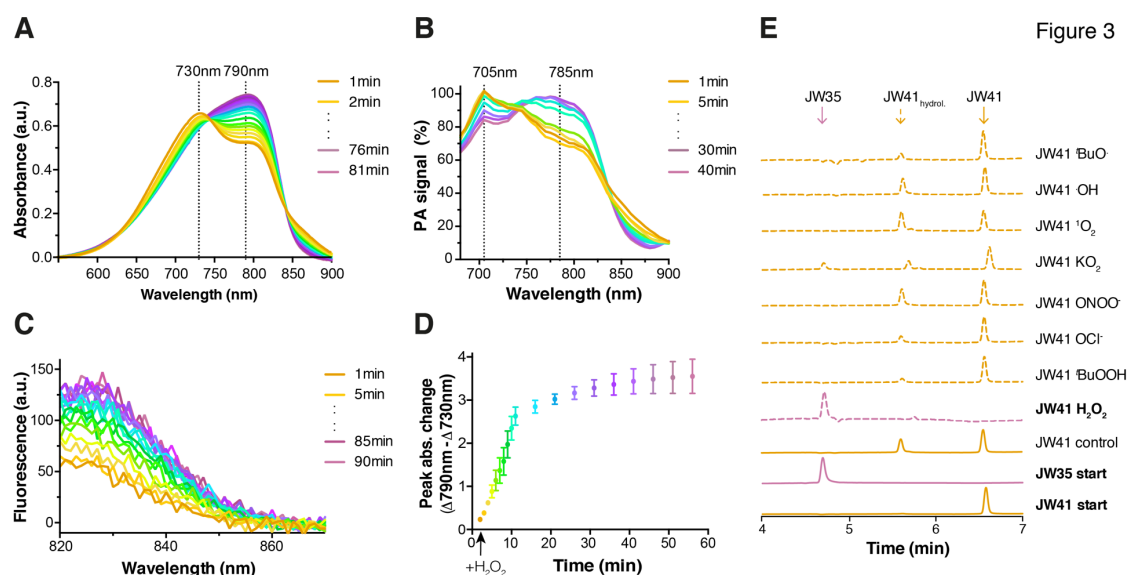 Figure 3
A
730nm 790nm
0.8
0.6
0.4
0.2
0.0
Absorbance (a.u.)
600 700 800 900
Wavelength (nm)
1min
2min
76min
81min
B
705nm 785nm
100
80
60
40
20
0
PA signal (%)
700 750 800 850 900
Wavelength (nm)
1min
5min
30min
40min
C
150
100
50
0
Fluorescence (a.u.)
820 840 860
Wavelength (nm)
1min
5min
85min
90min
D
4
3
2
1
0
Peak abs. change
(Δ790nm -Δ730nm)
0 10 20 30 40 50 60
+H₂O₂
Time (min)
E
JW35 JW41hydrol. JW41
JW41 ᵗBuO·
JW41 ·OH
JW41 ¹O₂
JW41 KO₂
JW41 ONOO⁻
JW41 OCl⁻
JW41 ᵗBuOOH
JW41 H₂O₂
JW41 control
JW35 start
JW41 start
4 5 6 7
Time (min)